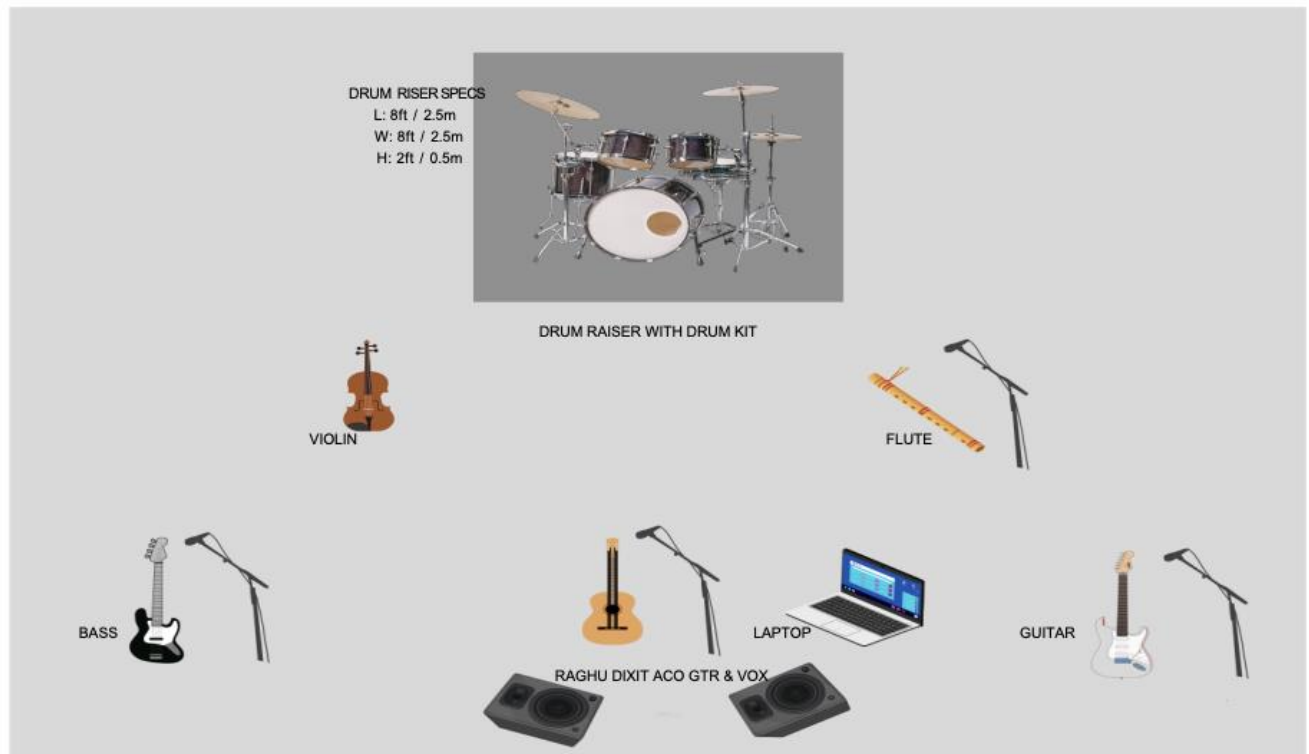 DRUM RISER SPECS
L: 8ft / 2.5m
W: 8ft / 2.5m
H: 2ft / 0.5m
DRUM RAISER WITH DRUM KIT
VIOLIN
FLUTE
BASS
LAPTOP
GUITAR
RAGHU DIXIT ACO GTR & VOX